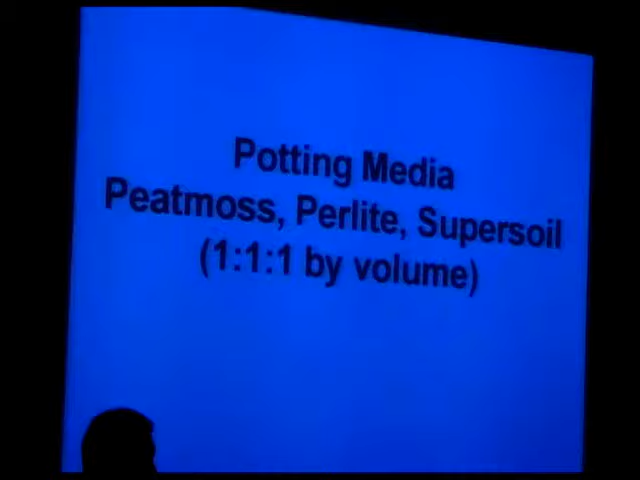 Potting Media
Peatmoss, Perlite, Supersoil
(1:1:1 by volume)